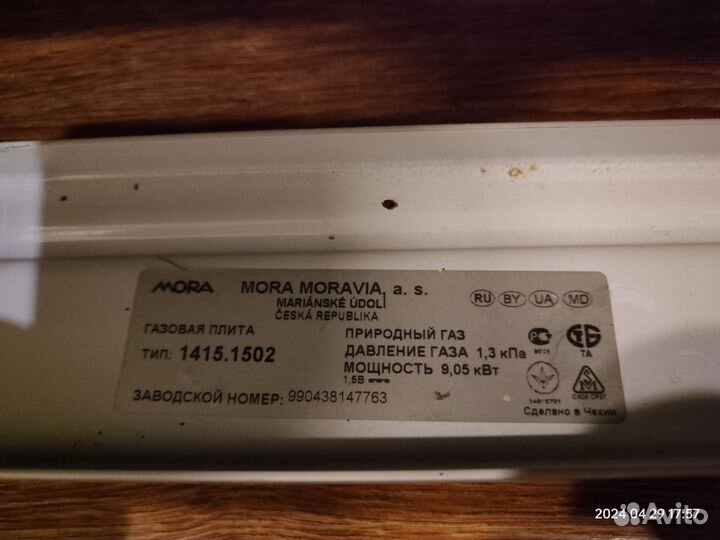 MORA
MORA MORAVIA, a. s.
MARIÁNSKÉ ÚDOLÍ
ČESKÁ REPUBLIKA
RU BY UA MD
ГАЗОВАЯ ПЛИТА
ТИП: 1415.1502
ПРИРОДНЫЙ ГАЗ
ДАВЛЕНИЕ ГАЗА 1,3 кПа
МОЩНОСТЬ 9,05 кВт
1,5В
ЗАВОДСКОЙ НОМЕР: 990438147763
TA
Сделано в Чехии
2024 04 29 17:57
Avito